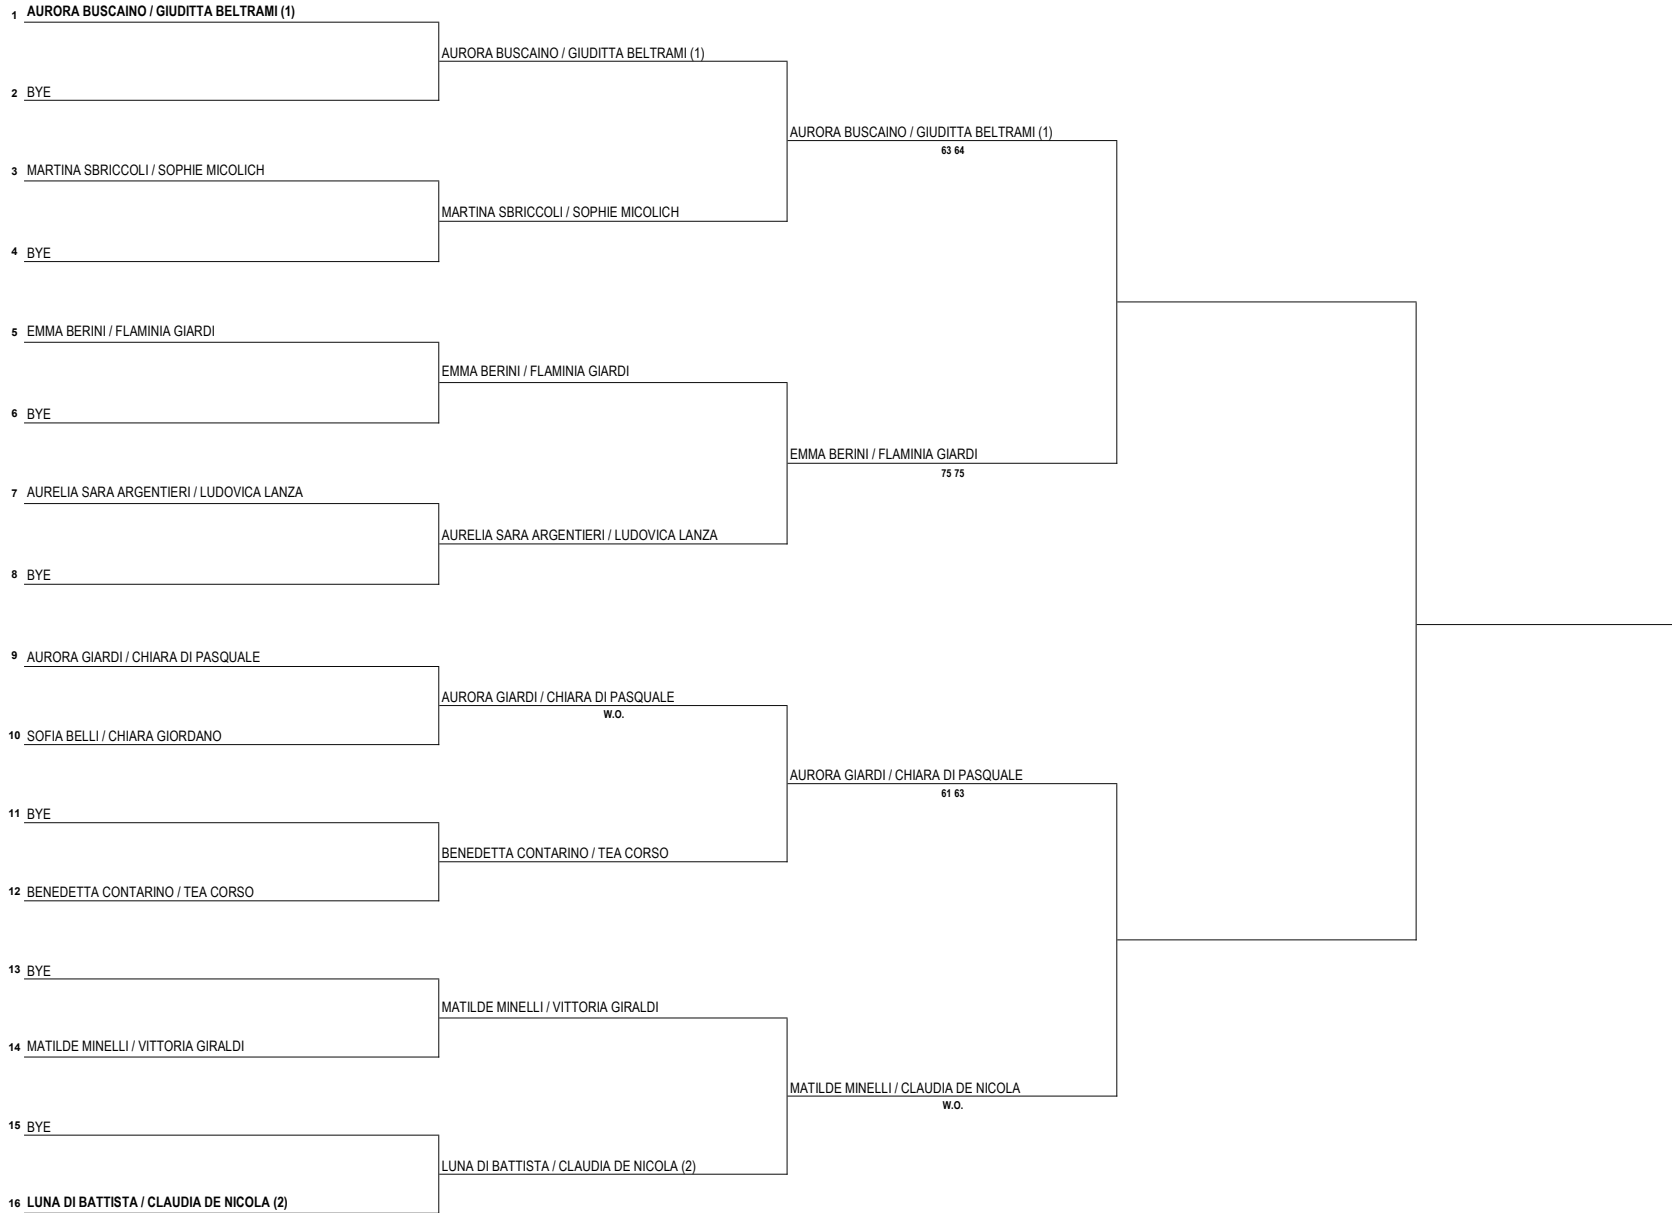 1 AURORA BUSCAINO / GIUDITTA BELTRAMI (1)
AURORA BUSCAINO / GIUDITTA BELTRAMI (1)
2 BYE
AURORA BUSCAINO / GIUDITTA BELTRAMI (1)
63 64
3 MARTINA SBRICCOLI / SOPHIE MICOLICH
MARTINA SBRICCOLI / SOPHIE MICOLICH
4 BYE
5 EMMA BERINI / FLAMINIA GIARDI
EMMA BERINI / FLAMINIA GIARDI
6 BYE
EMMA BERINI / FLAMINIA GIARDI
75 75
7 AURELIA SARA ARGENTIERI / LUDOVICA LANZA
AURELIA SARA ARGENTIERI / LUDOVICA LANZA
8 BYE
9 AURORA GIARDI / CHIARA DI PASQUALE
AURORA GIARDI / CHIARA DI PASQUALE
W.O.
10 SOFIA BELLI / CHIARA GIORDANO
AURORA GIARDI / CHIARA DI PASQUALE
61 63
11 BYE
BENEDETTA CONTARINO / TEA CORSO
12 BENEDETTA CONTARINO / TEA CORSO
13 BYE
MATILDE MINELLI / VITTORIA GIRALDI
14 MATILDE MINELLI / VITTORIA GIRALDI
MATILDE MINELLI / CLAUDIA DE NICOLA
W.O.
15 BYE
LUNA DI BATTISTA / CLAUDIA DE NICOLA (2)
16 LUNA DI BATTISTA / CLAUDIA DE NICOLA (2)